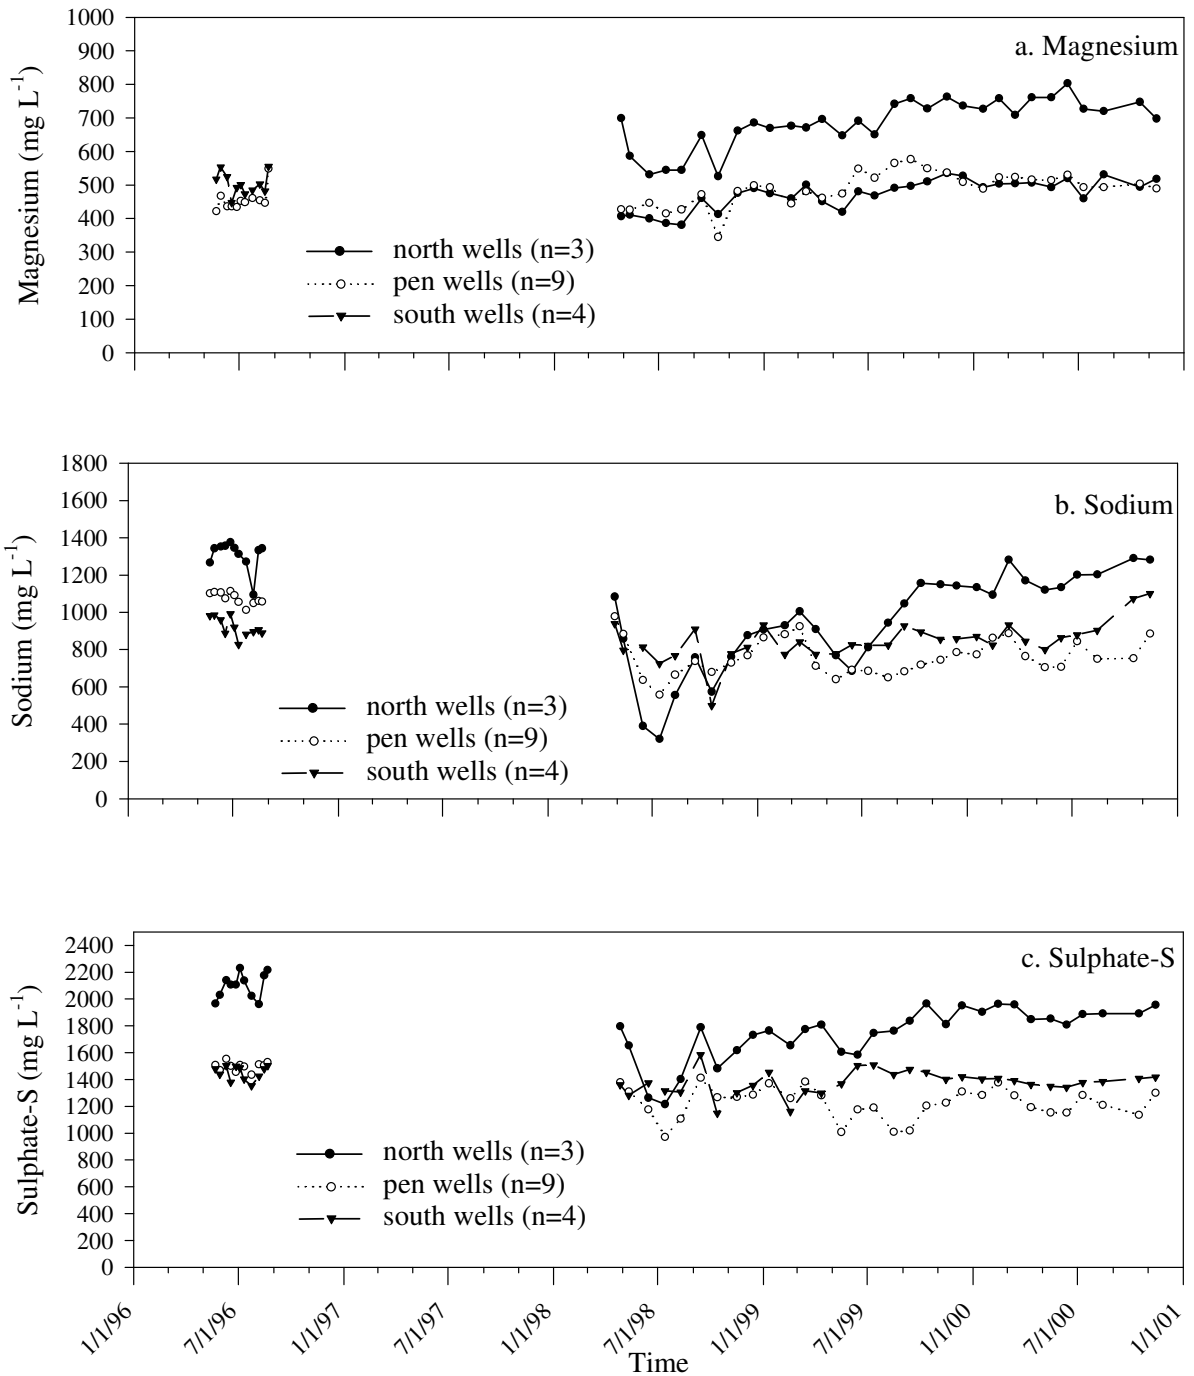 1000
900
800
700
600
500
400
300
200
100
0
Magnesium (mg L-1)
a. Magnesium
north wells (n=3)
pen wells (n=9)
south wells (n=4)
1800
1600
1400
1200
1000
800
600
400
200
0
Sodium (mg L-1)
b. Sodium
north wells (n=3)
pen wells (n=9)
south wells (n=4)
2400
2200
2000
1800
1600
1400
1200
1000
800
600
400
200
0
Sulphate-S (mg L-1)
c. Sulphate-S
north wells (n=3)
pen wells (n=9)
south wells (n=4)
1/1/96
7/1/96
1/1/97
7/1/97
1/1/98
7/1/98
1/1/99
7/1/99
1/1/00
7/1/00
1/1/01
Time